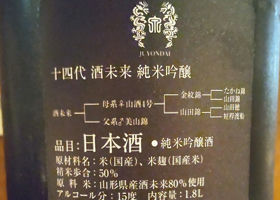 JUYONDAI
十四代 酒未来 純米吟醸
酒未来
母系♀山酒4号
父系♂美山錦
金紋錦
山田錦
たかね錦
山田錦
山田穂
短稈渡船
品目:日本酒・純米吟醸酒
原材料名:米(国産)、米麹(国産米)
精米歩合:50%
原料米:山形県産酒未来80%使用
アルコール分:15度 内容量:1.8L